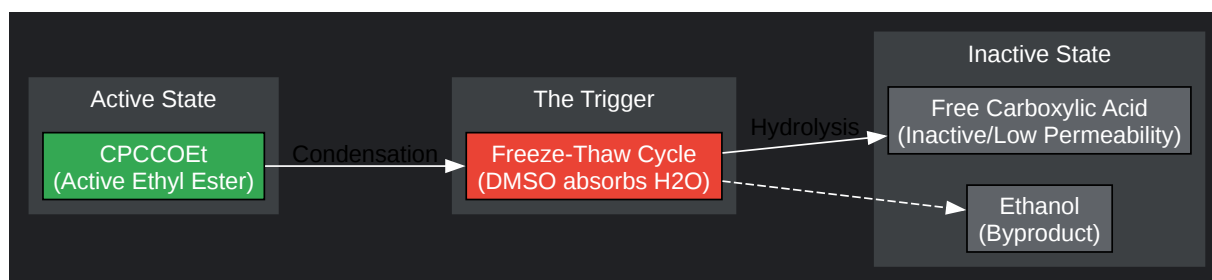 Active State
CPCCOEt
(Active Ethyl Ester)
Condensation
The Trigger
Freeze-Thaw Cycle
(DMSO absorbs H2O)
Hydrolysis
Inactive State
Free Carboxylic Acid
(Inactive/Low Permeability)
Ethanol
(Byproduct)